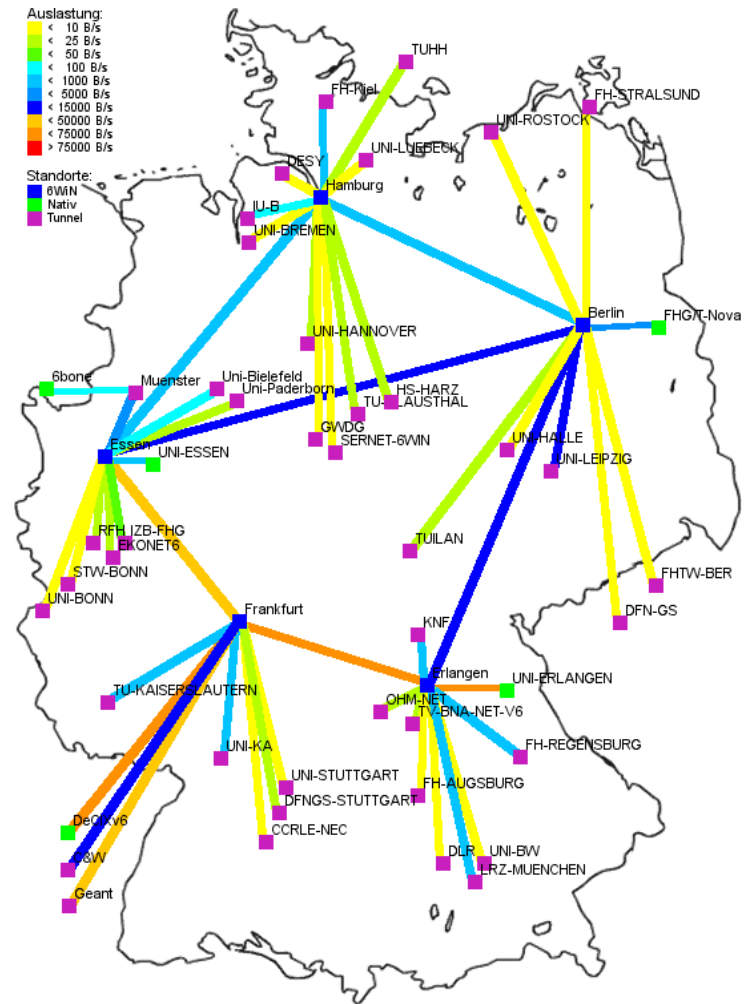 Auslastung:
< 10 B/s
< 25 B/s
< 50 B/s
< 100 B/s
< 1000 B/s
< 5000 B/s
< 15000 B/s
< 50000 B/s
< 75000 B/s
> 75000 B/s
Standorte:
6WiN
Nativ
Tunnel
TUHH
FH-Kiel
FH-STRALSUND
UNI-ROSTOCK
UNI-LUEBECK
DESY
Hamburg
IU-B
UNI-BREMEN
Berlin
FHG/T-Nova
UNI-HANNOVER
6bone
Muenster
Uni-Bielefeld
Uni-Paderborn
HS-HARZ
TU-CLAUSTHAL
GWDG
SERNET-6WIN
Essen
UNI-ESSEN
UNI-HALLE
UNI-LEIPZIG
RFH
IZB-FHG
EKONET6
STW-BONN
UNI-BONN
TUILAN
FHTW-BER
DFN-GS
Frankfurt
KNF
Erlangen
UNI-ERLANGEN
TU-KAISERSLAUTERN
OHM-NET
TV-BNA-NET-V6
UNI-KA
FH-REGENSBURG
UNI-STUTTGART
FH-AUGSBURG
DFNGS-STUTTGART
DeCIxv6
CCRLE-NEC
C&W
DLR
UNI-BW
LRZ-MUENCHEN
Geant